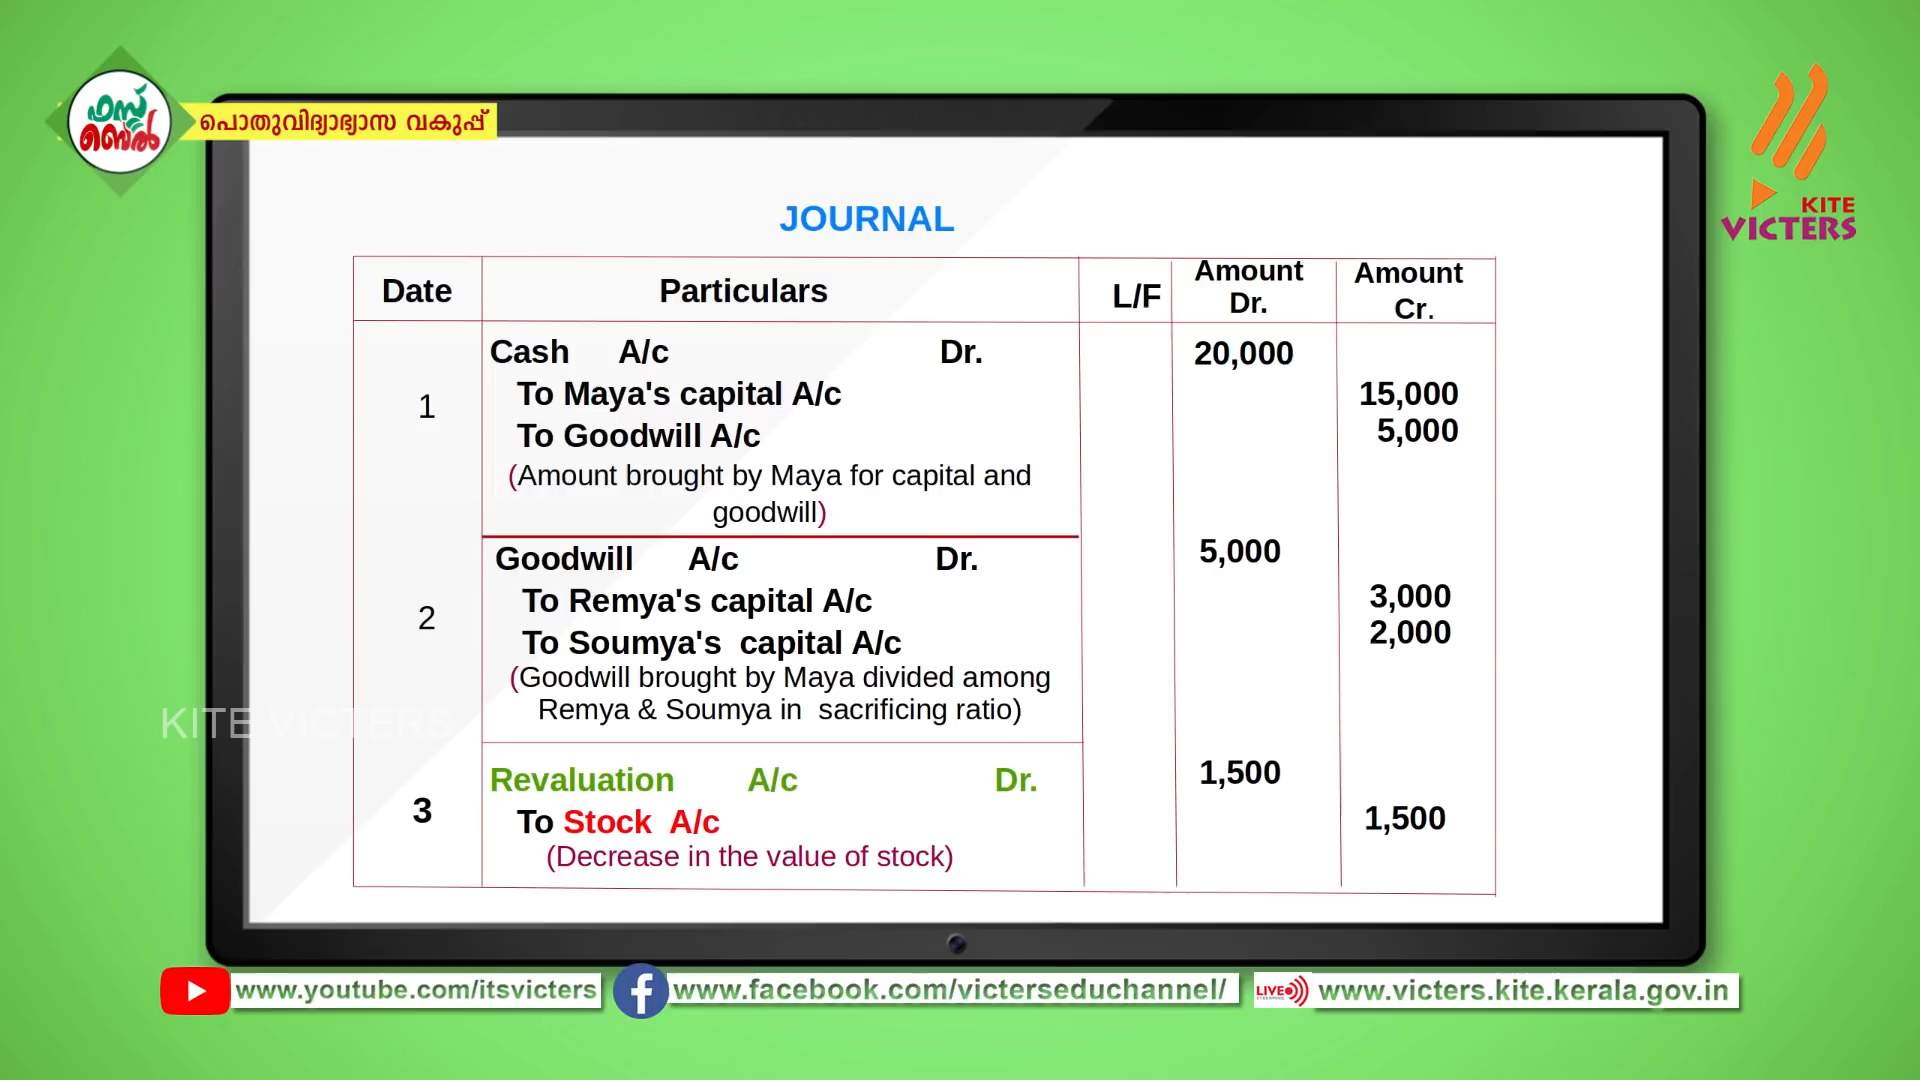 ഫസ്റ്റ്
ബെൽ
പൊതുവിദ്യാഭ്യാസ വകുപ്പ്
KITE
VICTERS
JOURNAL
Date Particulars L/F Amount Dr. Amount Cr.
Cash A/c Dr. 20,000
1 To Maya's capital A/c 15,000
To Goodwill A/c 5,000
(Amount brought by Maya for capital and
goodwill)
Goodwill A/c Dr. 5,000
2 To Remya's capital A/c 3,000
To Soumya's capital A/c 2,000
(Goodwill brought by Maya divided among
Remya & Soumya in sacrificing ratio)
KITE VICTERS
Revaluation A/c Dr. 1,500
3 To Stock A/c 1,500
(Decrease in the value of stock)
www.youtube.com/itsvicters
f www.facebook.com/victerseduchannel/
LIVE STREAMING www.victers.kite.kerala.gov.in